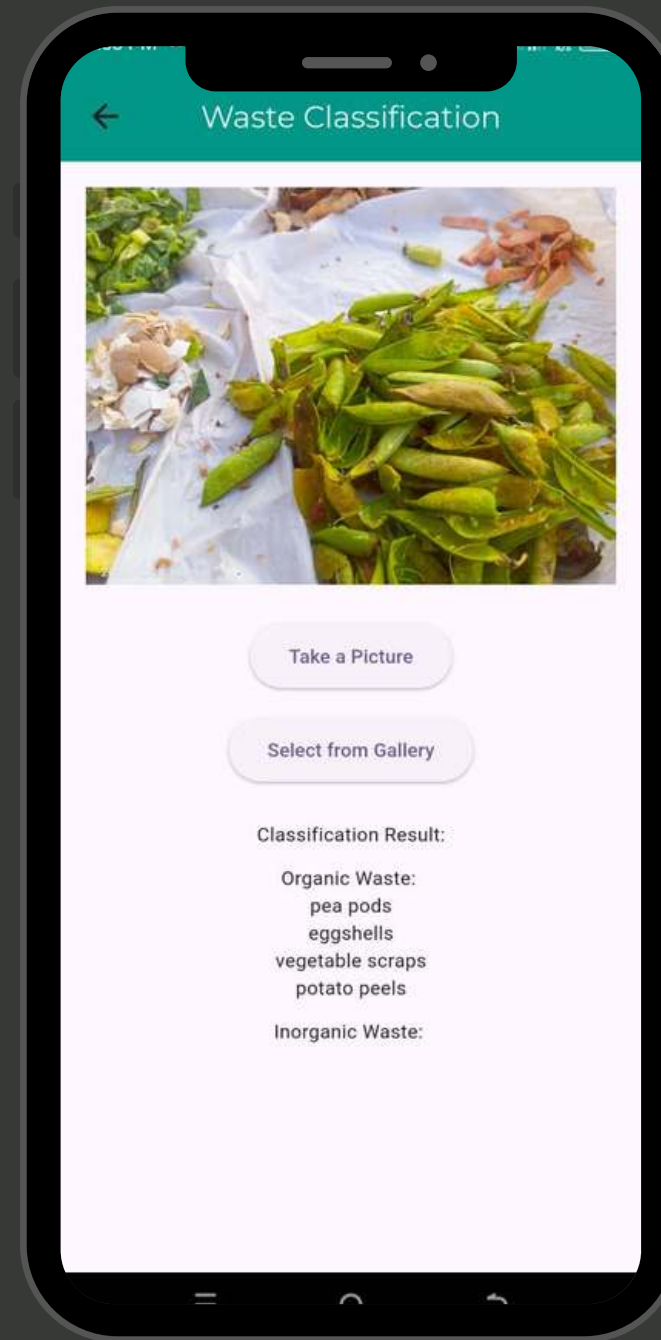 Waste Classification
Take a Picture
Select from Gallery
Classification Result:
Organic Waste:
pea pods
eggshells
vegetable scraps
potato peels
Inorganic Waste: